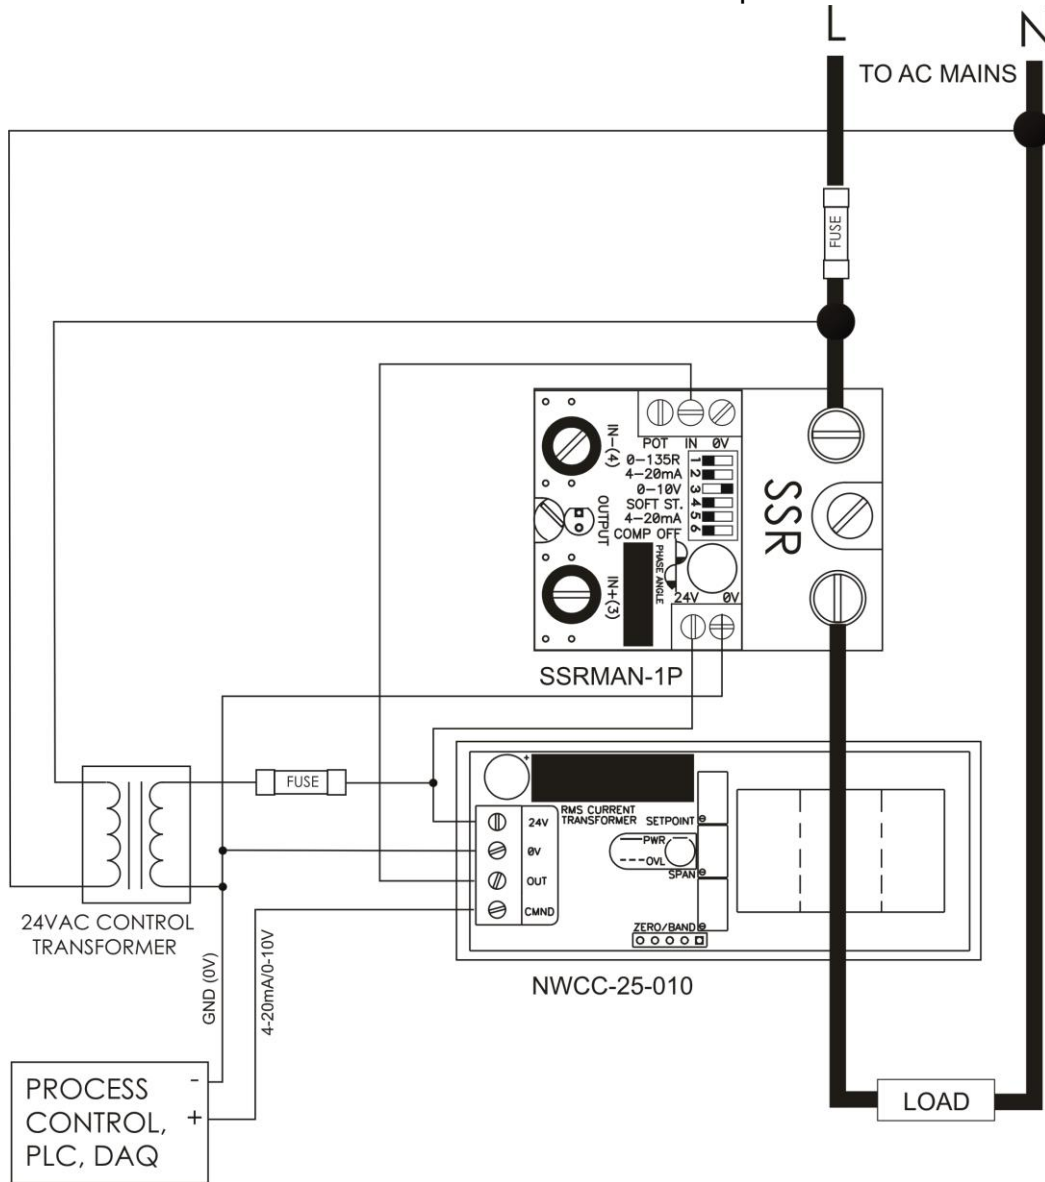 L
N
TO AC MAINS
FUSE
POT IN 0V
0-135R
4-20mA
0-10V
SOFT ST.
4-20mA
COMP OFF
1
2
3
4
5
6
IN-(4)
OUTPUT
IN+(3)
PHASE ANGLE
24V 0V
SSR
SSRMAN-1P
FUSE
24VAC CONTROL
TRANSFORMER
+
RMS CURRENT
TRANSFORMER
SETPOINT
24V
0V
OUT
CMND
PWR
OVL
SPAN
ZERO/BAND
NWCC-25-010
GND (0V)
4-20mA/0-10V
PROCESS
CONTROL,
PLC, DAQ
-
+
LOAD